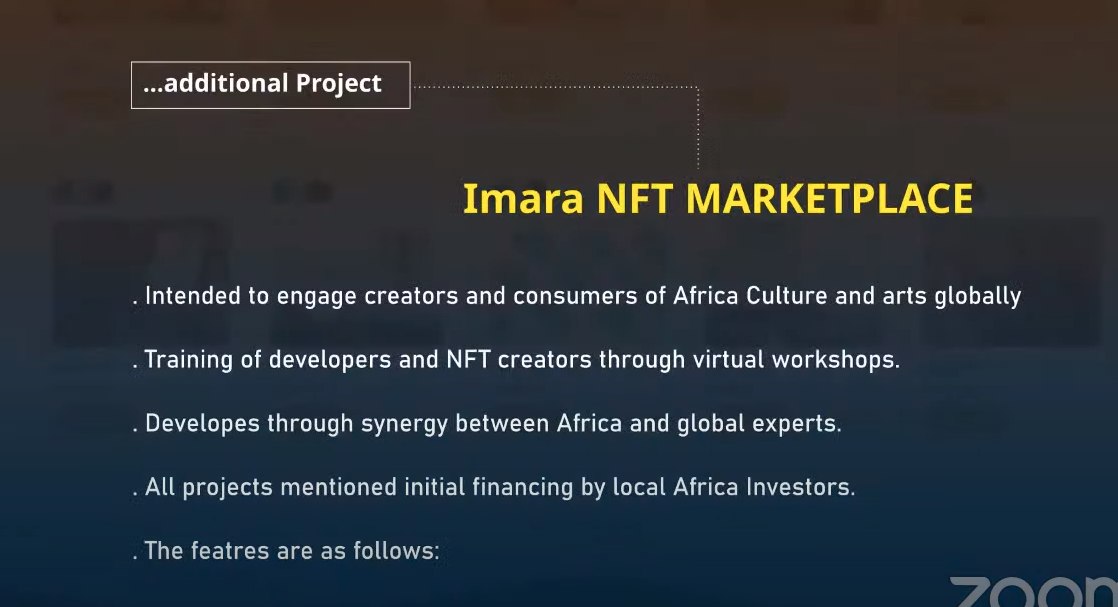 ...additional Project
Imara NFT MARKETPLACE
. Intended to engage creators and consumers of Africa Culture and arts globally
. Training of developers and NFT creators through virtual workshops.
. Developes through synergy between Africa and global experts.
. All projects mentioned initial financing by local Africa Investors.
. The featres are as follows:
zoom